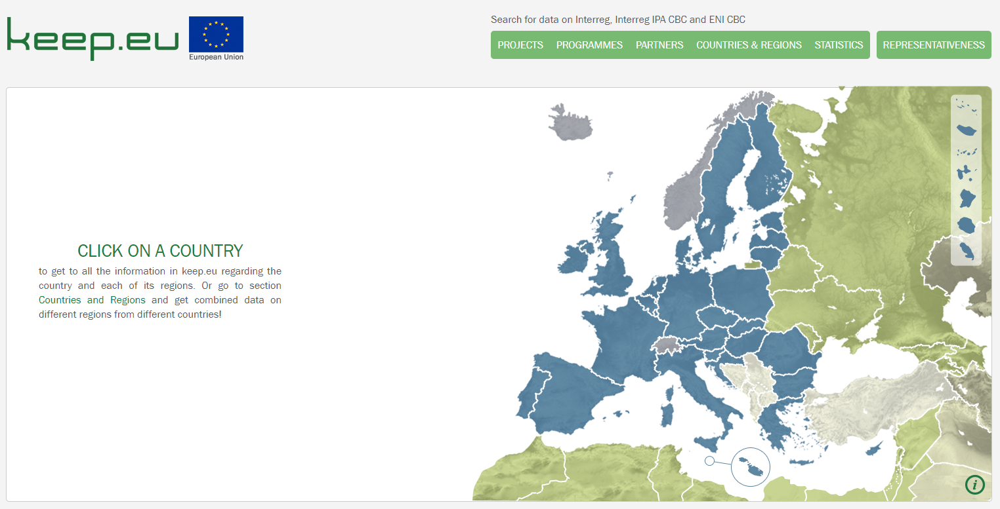 keep.eu
European Union
Search for data on Interreg, Interreg IPA CBC and ENI CBC
PROJECTS PROGRAMMES PARTNERS COUNTRIES & REGIONS STATISTICS REPRESENTATIVENESS
CLICK ON A COUNTRY
to get to all the information in keep.eu regarding the
country and each of its regions. Or go to section
Countries and Regions and get combined data on
different regions from different countries!
i